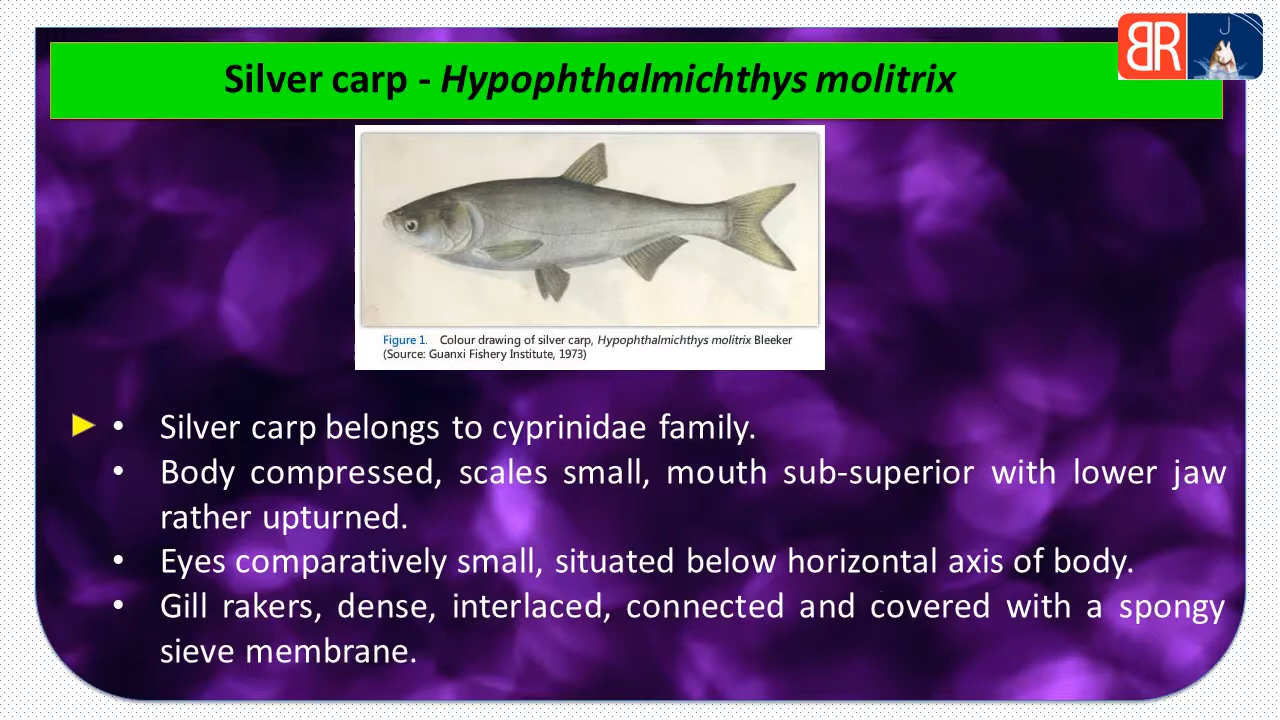 BR
Silver carp - Hypophthalmichthys molitrix
Figure 1. Colour drawing of silver carp, Hypophthalmichthys molitrix Bleeker
(Source: Guanxi Fishery Institute, 1973)
• Silver carp belongs to cyprinidae family.
• Body compressed, scales small, mouth sub-superior with lower jaw
rather upturned.
• Eyes comparatively small, situated below horizontal axis of body.
• Gill rakers, dense, interlaced, connected and covered with a spongy
sieve membrane.